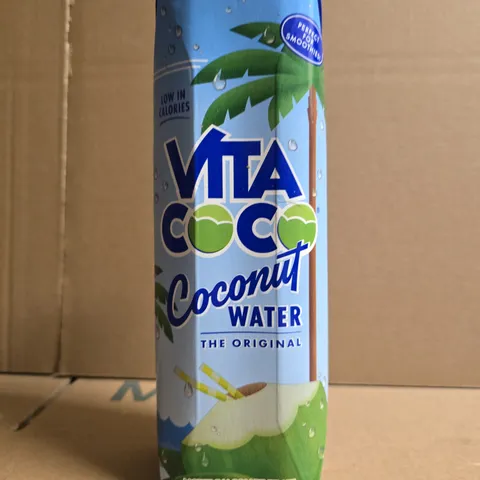 PERFECT
FOR
SMOOTHIES
LOW IN
CALORIES
VITA
COCO
Coconut
WATER
THE ORIGINAL